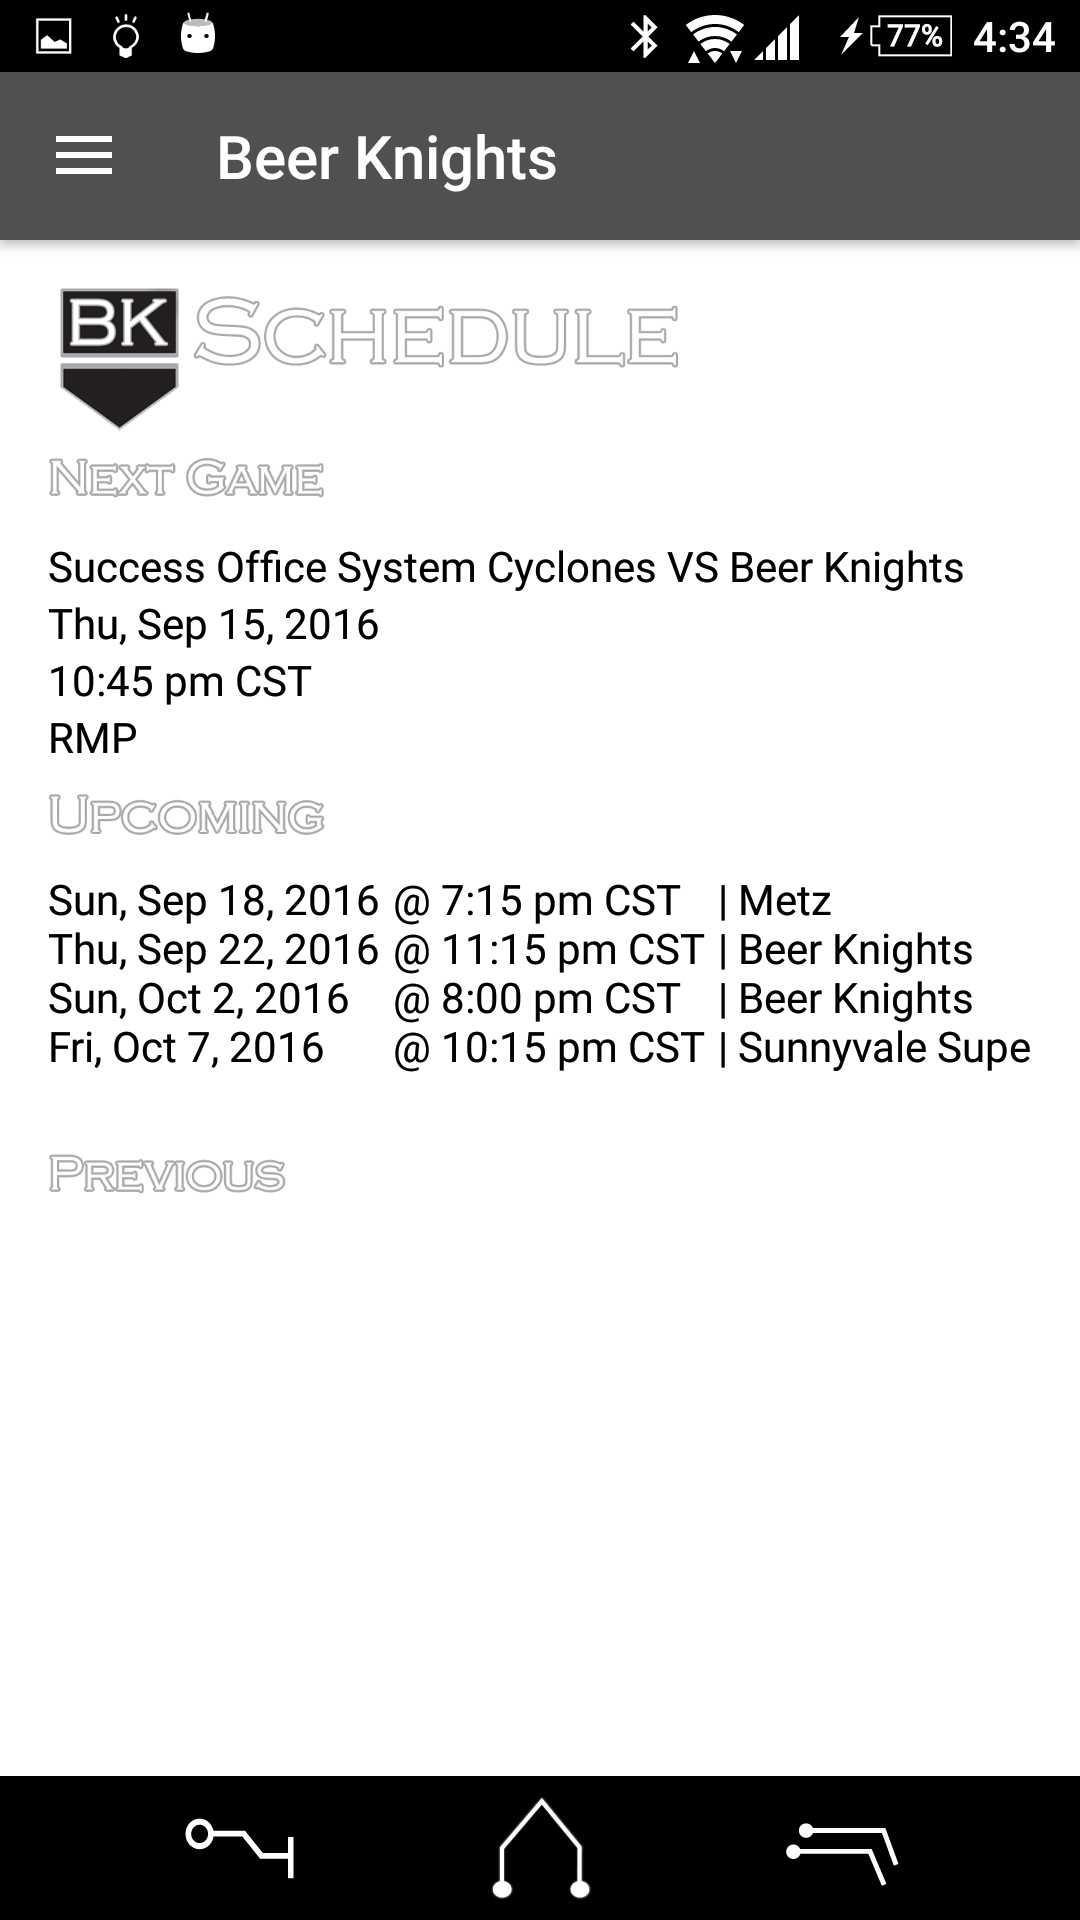 77% 4:34
Beer Knights
BK SCHEDULE
NEXT GAME
Success Office System Cyclones VS Beer Knights
Thu, Sep 15, 2016
10:45 pm CST
RMP
UPCOMING
Sun, Sep 18, 2016 @ 7:15 pm CST | Metz
Thu, Sep 22, 2016 @ 11:15 pm CST | Beer Knights
Sun, Oct 2, 2016 @ 8:00 pm CST | Beer Knights
Fri, Oct 7, 2016 @ 10:15 pm CST | Sunnyvale Supe
PREVIOUS